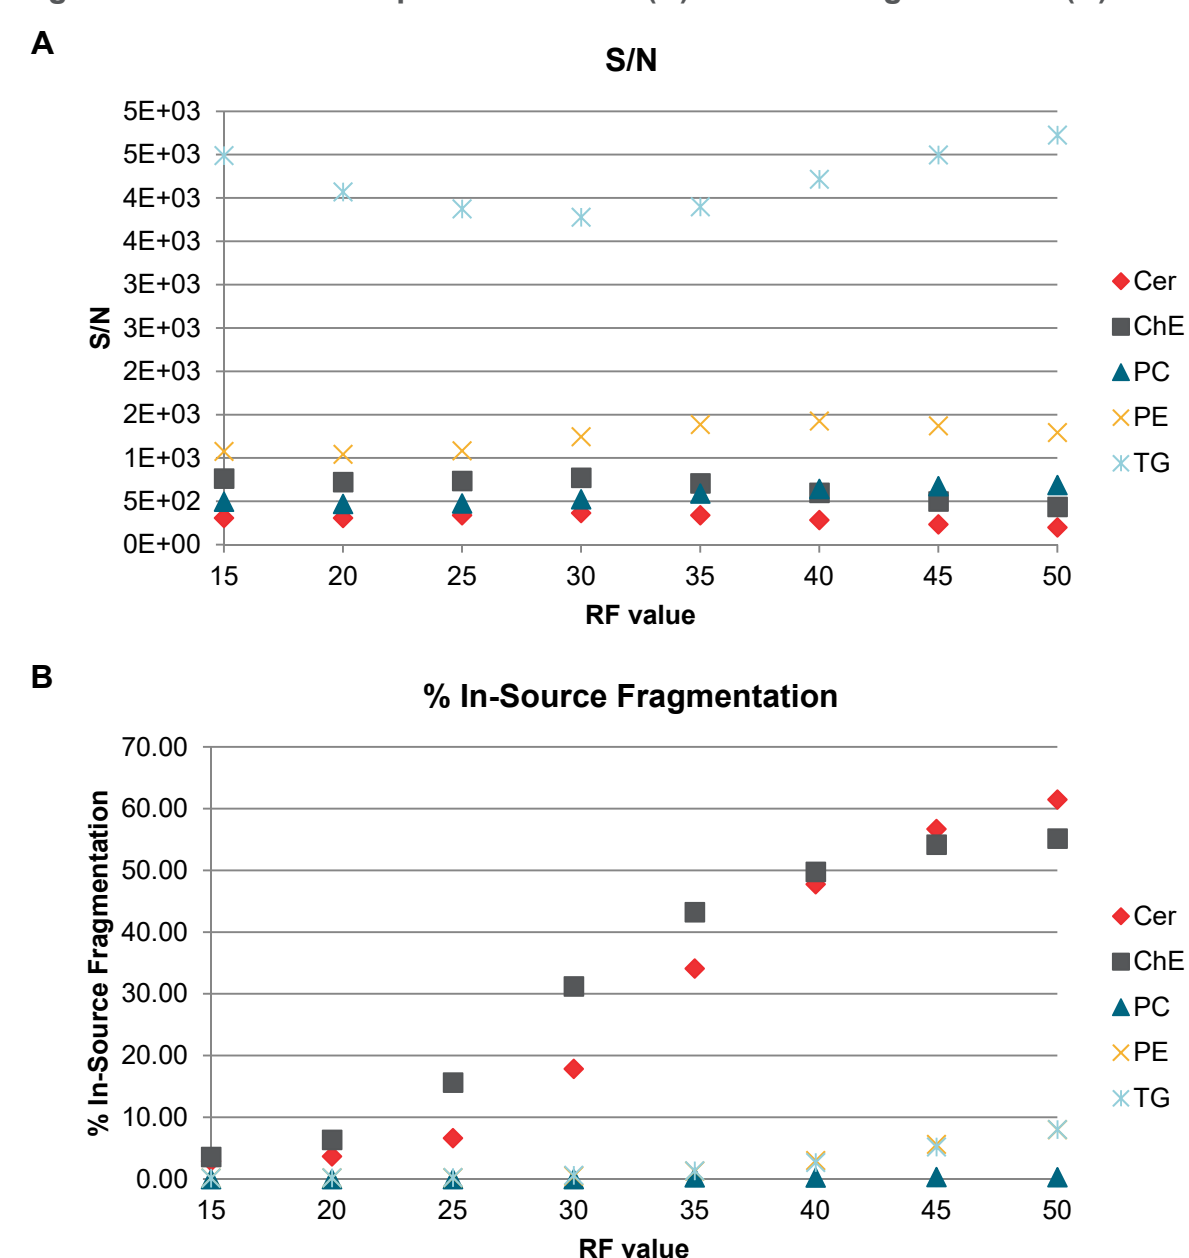 A
S/N
5E+03
5E+03
4E+03
4E+03
3E+03
3E+03
2E+03
2E+03
1E+03
5E+02
0E+00
S/N
15 20 25 30 35 40 45 50
RF value
Cer
ChE
PC
PE
TG
B
% In-Source Fragmentation
70.00
60.00
50.00
40.00
30.00
20.00
10.00
0.00
% In-Source Fragmentation
15 20 25 30 35 40 45 50
RF value
Cer
ChE
PC
PE
TG